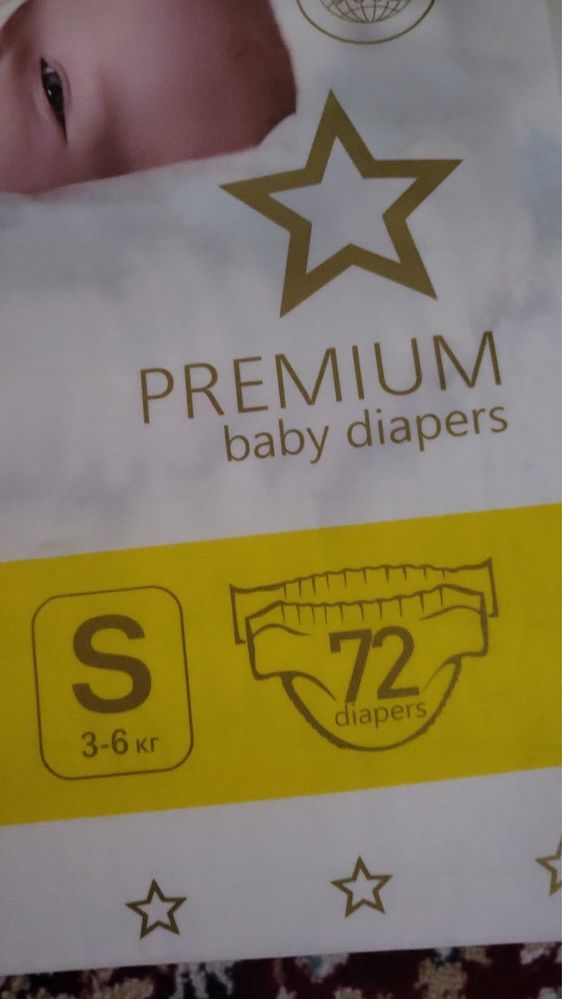 PREMIUM
baby diapers
S
3-6 кг
72
diapers